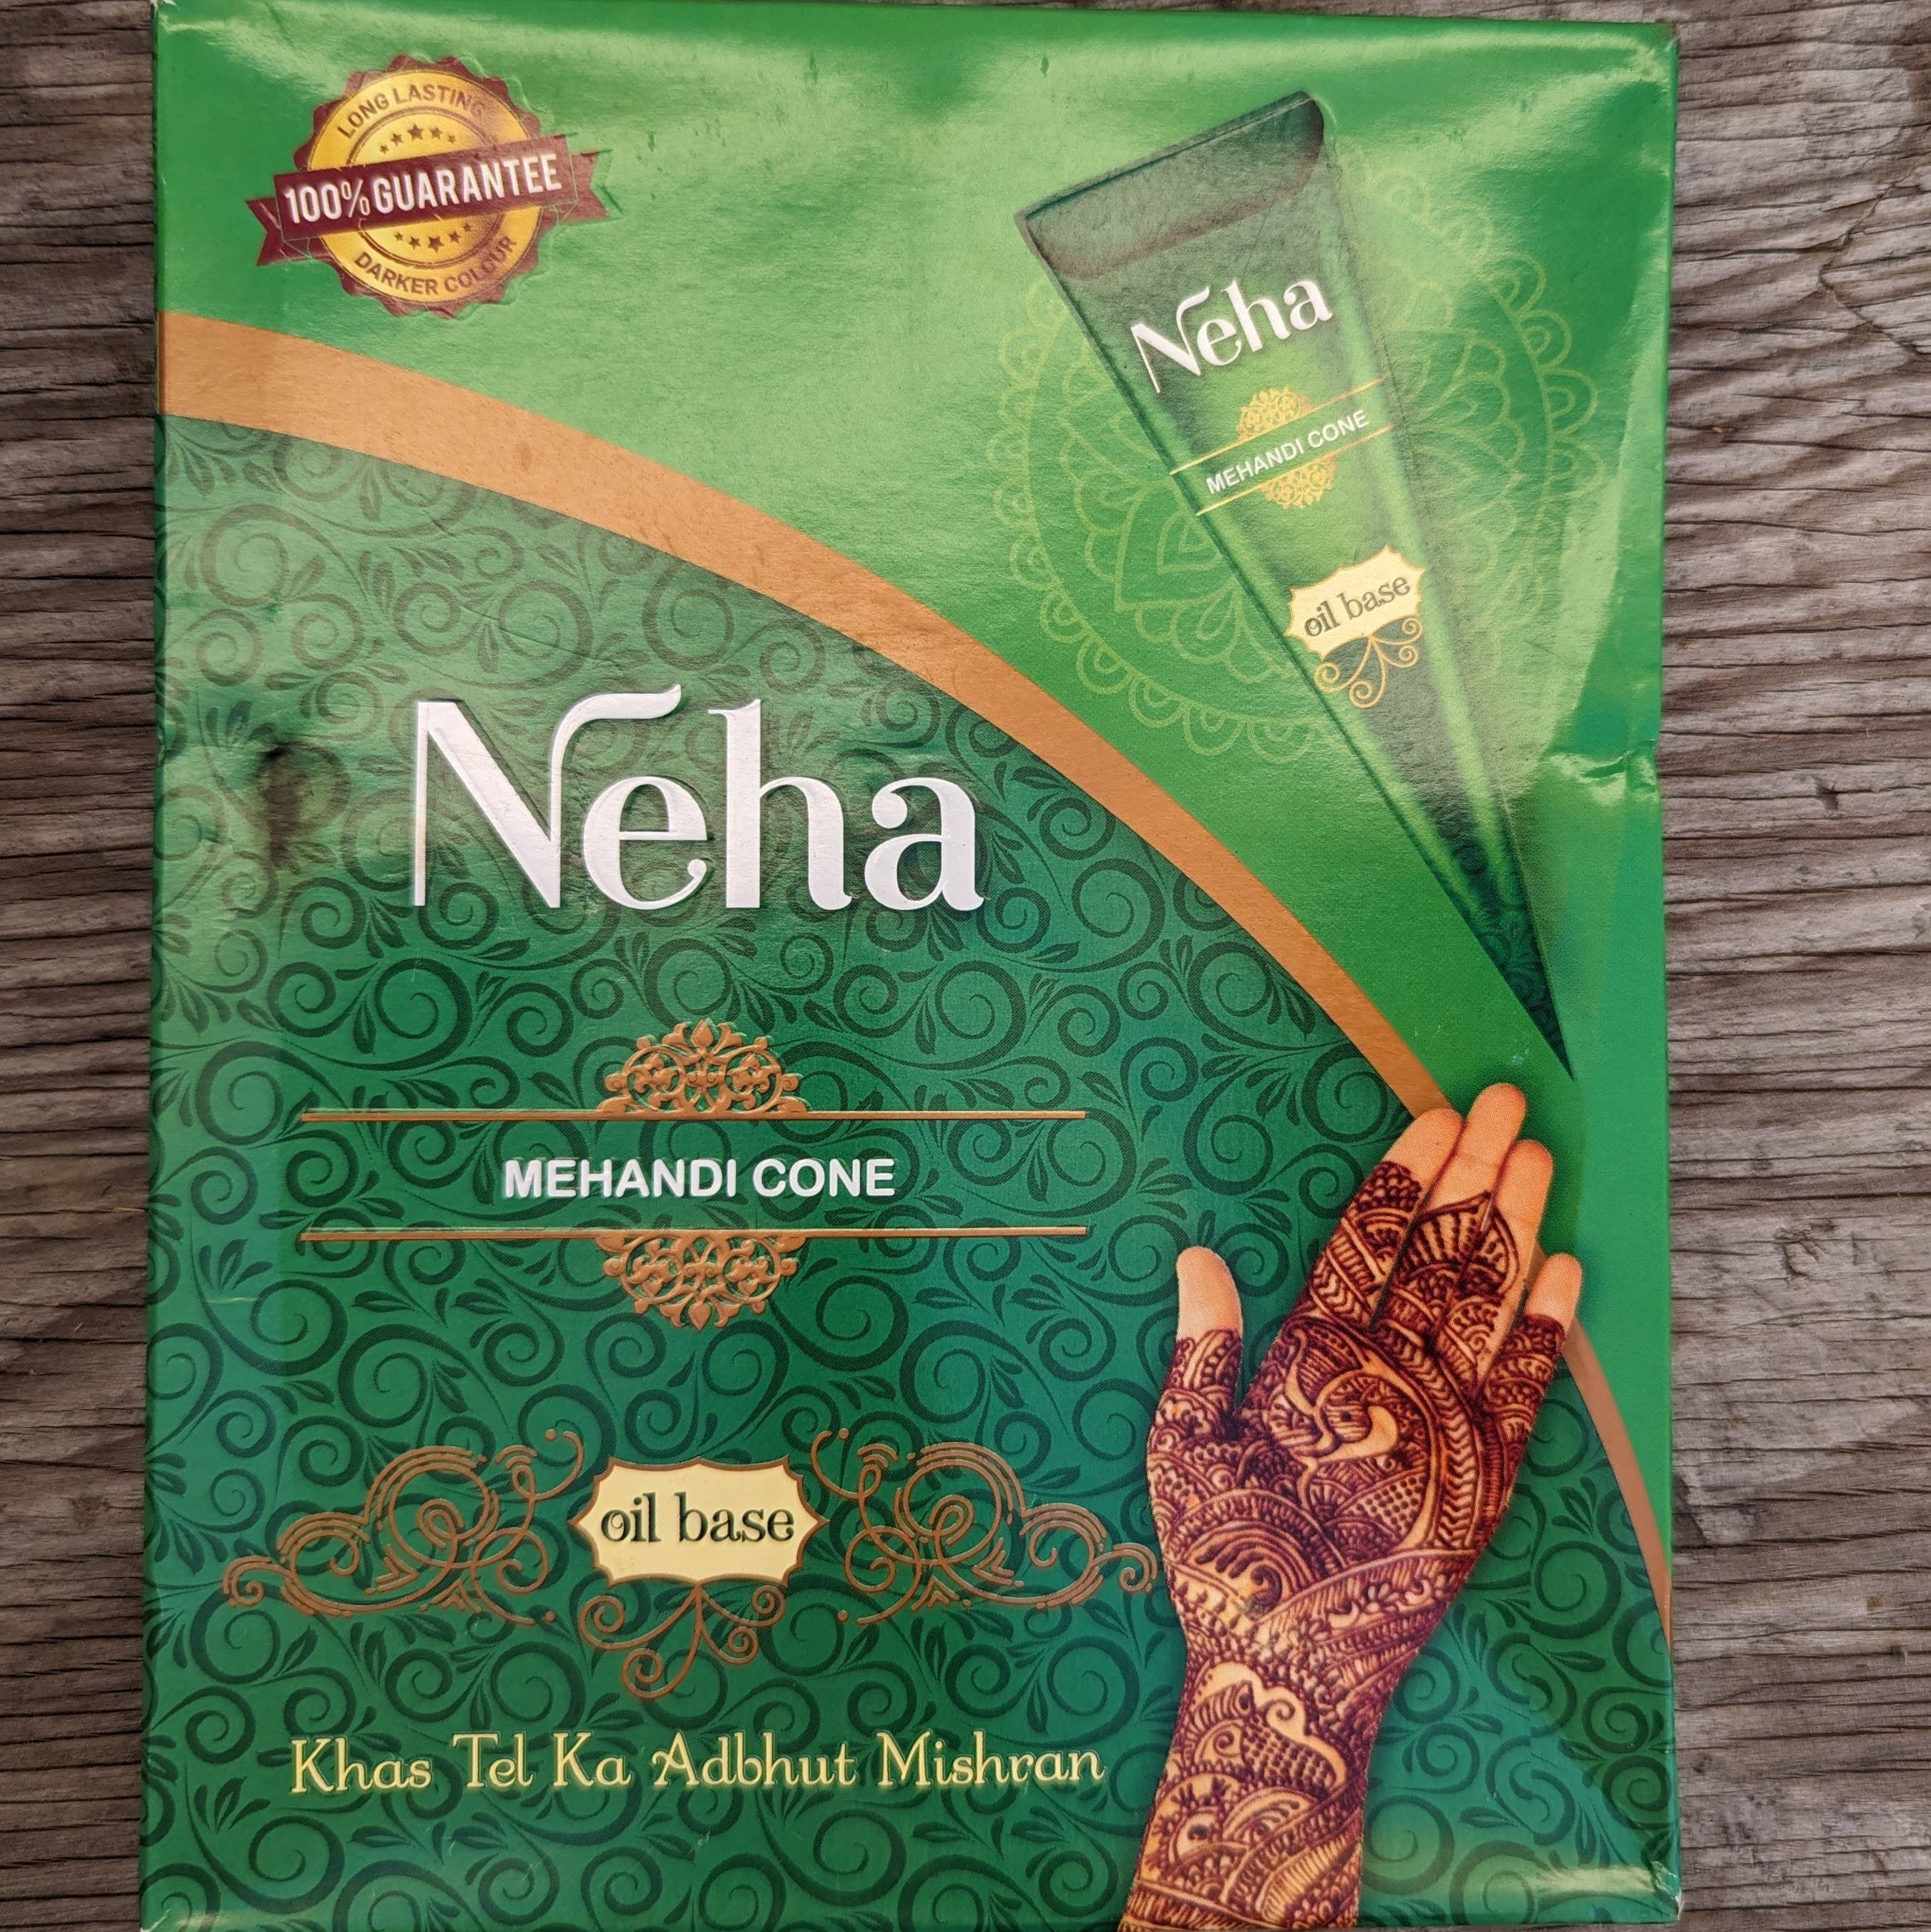 LONG LASTING
100% GUARANTEE
DARKER COLOUR
Neha
MEHANDI CONE
oil base
Neha
MEHANDI CONE
oil base
Khas Tel Ka Adbhut Mishran